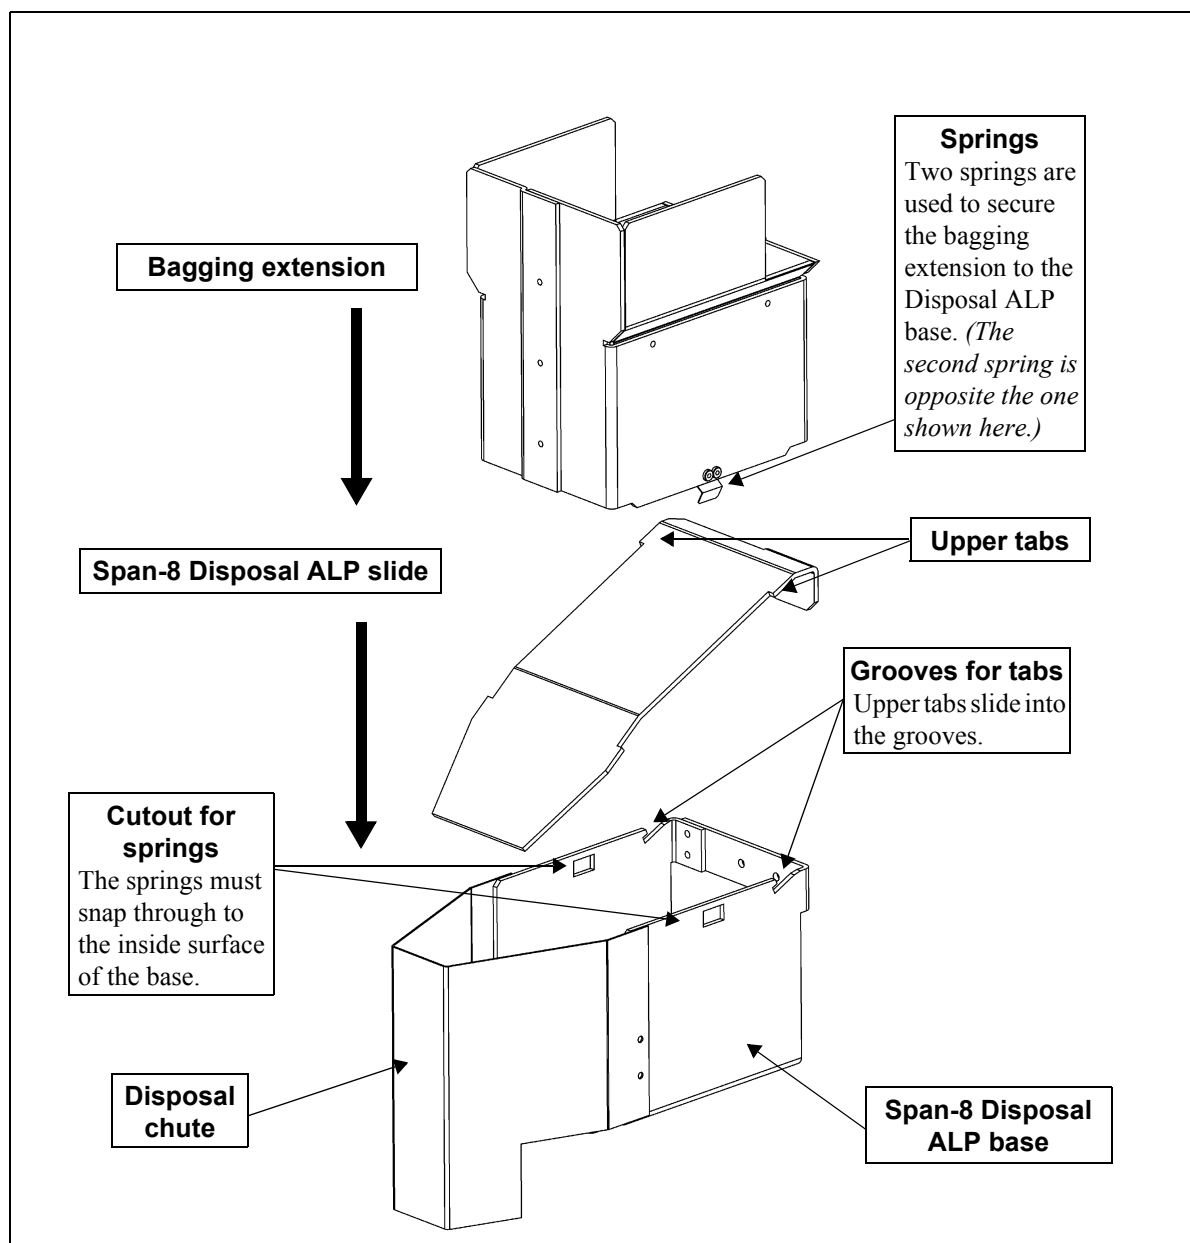 Springs
Two springs are
used to secure
the bagging
extension to the
Disposal ALP
base. (The
second spring is
opposite the one
shown here.)
Bagging extension
Upper tabs
Span-8 Disposal ALP slide
Grooves for tabs
Upper tabs slide into
the grooves.
Cutout for
springs
The springs must
snap through to
the inside surface
of the base.
Disposal
chute
Span-8 Disposal
ALP base